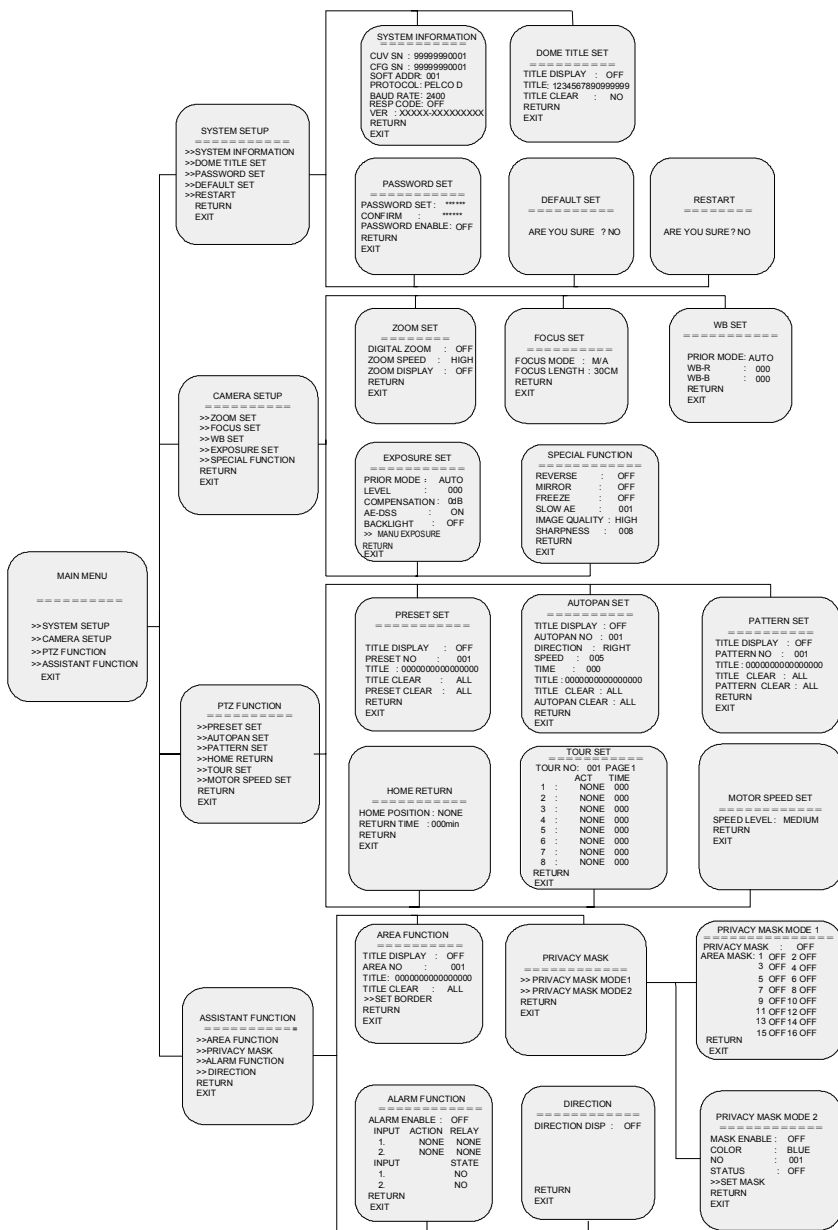 SYSTEM INFORMATION
==========
CUV SN : 99999990001
CFG SN : 99999990001
SOFT ADDR: 001
PROTOCOL: PELCO D
BAUD RATE: 2400
RESP CODE: OFF
VER : XXXXX-XXXXXXXXX
RETURN
EXIT
DOME TITLE SET
==========
TITLE DISPLAY : OFF
TITLE: 1234567890999999
TITLE CLEAR : NO
RETURN
EXIT
SYSTEM SETUP
===========
>>SYSTEM INFORMATION
>>DOME TITLE SET
>>PASSWORD SET
>>DEFAULT SET
>>RESTART
RETURN
EXIT
PASSWORD SET
===========
PASSWORD SET : ******
CONFIRM : ******
PASSWORD ENABLE: OFF
RETURN
EXIT
DEFAULT SET
==========
ARE YOU SURE ? NO
RESTART
========
ARE YOU SURE? NO
ZOOM SET
========
DIGITAL ZOOM : OFF
ZOOM SPEED : HIGH
ZOOM DISPLAY : OFF
RETURN
EXIT
FOCUS SET
==========
FOCUS MODE : M/A
FOCUS LENGTH : 30CM
RETURN
EXIT
WB SET
===========
PRIOR MODE: AUTO
WB-R : 000
WB-B : 000
RETURN
EXIT
CAMERA SETUP
==========
>>ZOOM SET
>>FOCUS SET
>>WB SET
>>EXPOSURE SET
>>SPECIAL FUNCTION
RETURN
EXIT
EXPOSURE SET
===========
PRIOR MODE : AUTO
LEVEL : 000
COMPENSATION : 0dB
AE-DSS : ON
BACKLIGHT : OFF
>> MANU EXPOSURE
RETURN
EXIT
SPECIAL FUNCTION
============
REVERSE : OFF
MIRROR : OFF
FREEZE : OFF
SLOW AE : 001
IMAGE QUALITY : HIGH
SHARPNESS : 008
RETURN
EXIT
MAIN MENU
==========
>>SYSTEM SETUP
>>CAMERA SETUP
>>PTZ FUNCTION
>>ASSISTANT FUNCTION
EXIT
PRESET SET
===========
TITLE DISPLAY : OFF
PRESET NO : 001
TITLE : 0000000000000000
TITLE CLEAR : ALL
PRESET CLEAR : ALL
RETURN
EXIT
AUTOPAN SET
===========
TITLE DISPLAY : OFF
AUTOPAN NO : 001
DIRECTION : RIGHT
SPEED : 005
TIME : 000
TITLE : 0000000000000000
TITLE CLEAR : ALL
AUTOPAN CLEAR : ALL
RETURN
EXIT
PATTERN SET
==========
TITLE DISPLAY : OFF
PATTERN NO : 001
TITLE : 0000000000000000
TITLE CLEAR : ALL
PATTERN CLEAR : ALL
RETURN
EXIT
PTZ FUNCTION
==========
>>PRESET SET
>>AUTOPAN SET
>>PATTERN SET
>>HOME RETURN
>>TOUR SET
>>MOTOR SPEED SET
RETURN
EXIT
HOME RETURN
===========
HOME POSITION : NONE
RETURN TIME : 000min
RETURN
EXIT
TOUR SET
===========
TOUR NO: 001 PAGE1
ACT TIME
1 : NONE 000
2 : NONE 000
3 : NONE 000
4 : NONE 000
5 : NONE 000
6 : NONE 000
7 : NONE 000
8 : NONE 000
RETURN
EXIT
MOTOR SPEED SET
============
SPEED LEVEL : MEDIUM
RETURN
EXIT
AREA FUNCTION
==========
TITLE DISPLAY : OFF
AREA NO : 001
TITLE: 0000000000000000
TITLE CLEAR : ALL
>>SET BORDER
RETURN
EXIT
PRIVACY MASK
============
>> PRIVACY MASK MODE1
>> PRIVACY MASK MODE2
RETURN
EXIT
PRIVACY MASK MODE 1
==============
PRIVACY MASK : OFF
AREA MASK: 1 OFF 2 OFF
3 OFF 4 OFF
5 OFF 6 OFF
7 OFF 8 OFF
9 OFF 10 OFF
11 OFF 12 OFF
13 OFF 14 OFF
15 OFF 16 OFF
RETURN
EXIT
ASSISTANT FUNCTION
===========
>>AREA FUNCTION
>>PRIVACY MASK
>>ALARM FUNCTION
>>DIRECTION
RETURN
EXIT
ALARM FUNCTION
============
ALARM ENABLE : OFF
INPUT ACTION RELAY
1. NONE NONE
2. NONE NONE
INPUT STATE
1. NO
2. NO
RETURN
EXIT
DIRECTION
============
DIRECTION DISP : OFF
RETURN
EXIT
PRIVACY MASK MODE 2
============
MASK ENABLE : OFF
COLOR : BLUE
NO : 001
STATUS : OFF
>>SET MASK
RETURN
EXIT